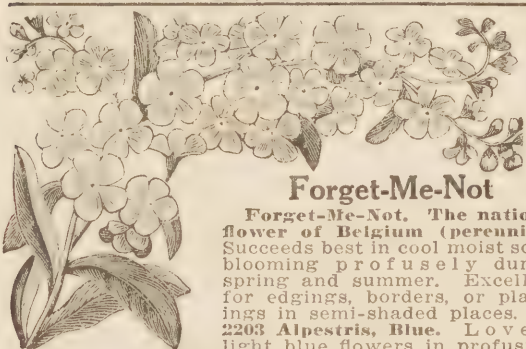 Forget-Me-Not
Forget-Me-Not. The natio
flower of Belgium (perenni
Succeeds best in cool moist so
blooming profusely dur
spring and summer. Excell
for edgings, borders, or pla
ings in semi-shaded places.
2203 Alpestris, Blue. Love
light blue flowers in profus